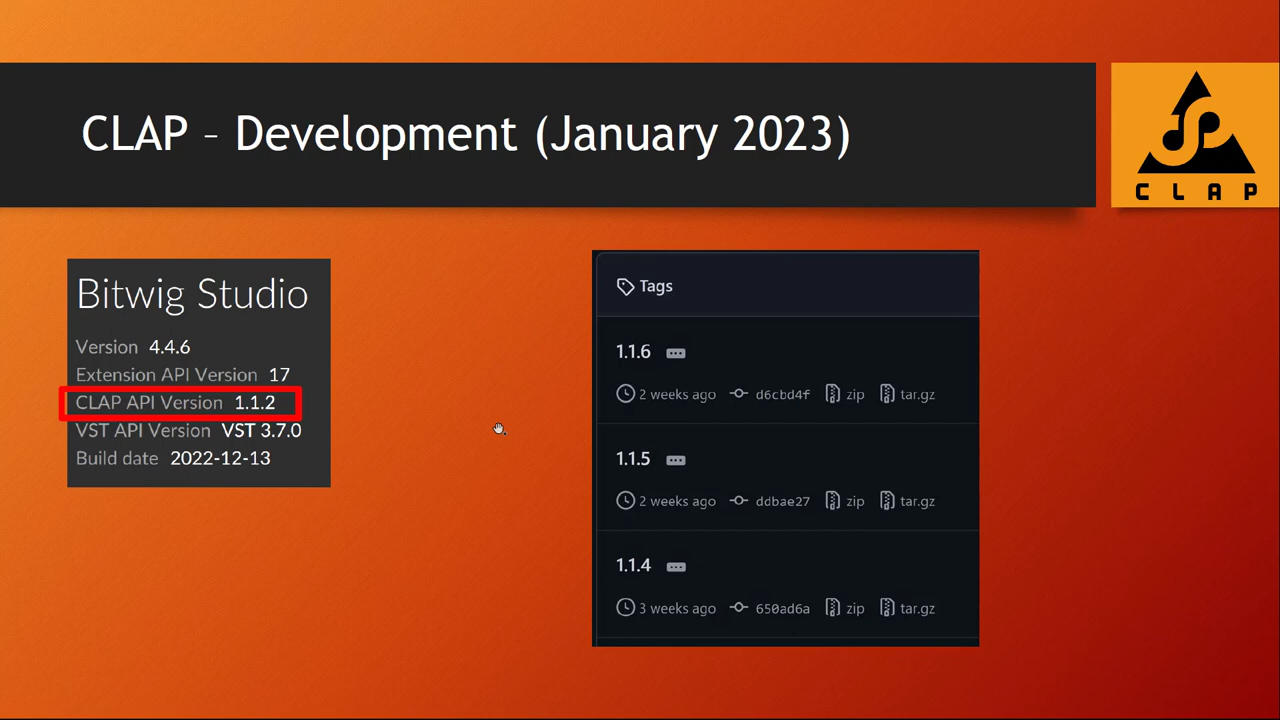 CLAP – Development (January 2023)
CLAP
Bitwig Studio
Version 4.4.6
Extension API Version 17
CLAP API Version 1.1.2
VST API Version VST 3.7.0
Build date 2022-12-13
Tags
1.1.6
2 weeks ago d6cbd4f zip tar.gz
1.1.5
2 weeks ago ddbae27 zip tar.gz
1.1.4
3 weeks ago 650ad6a zip tar.gz